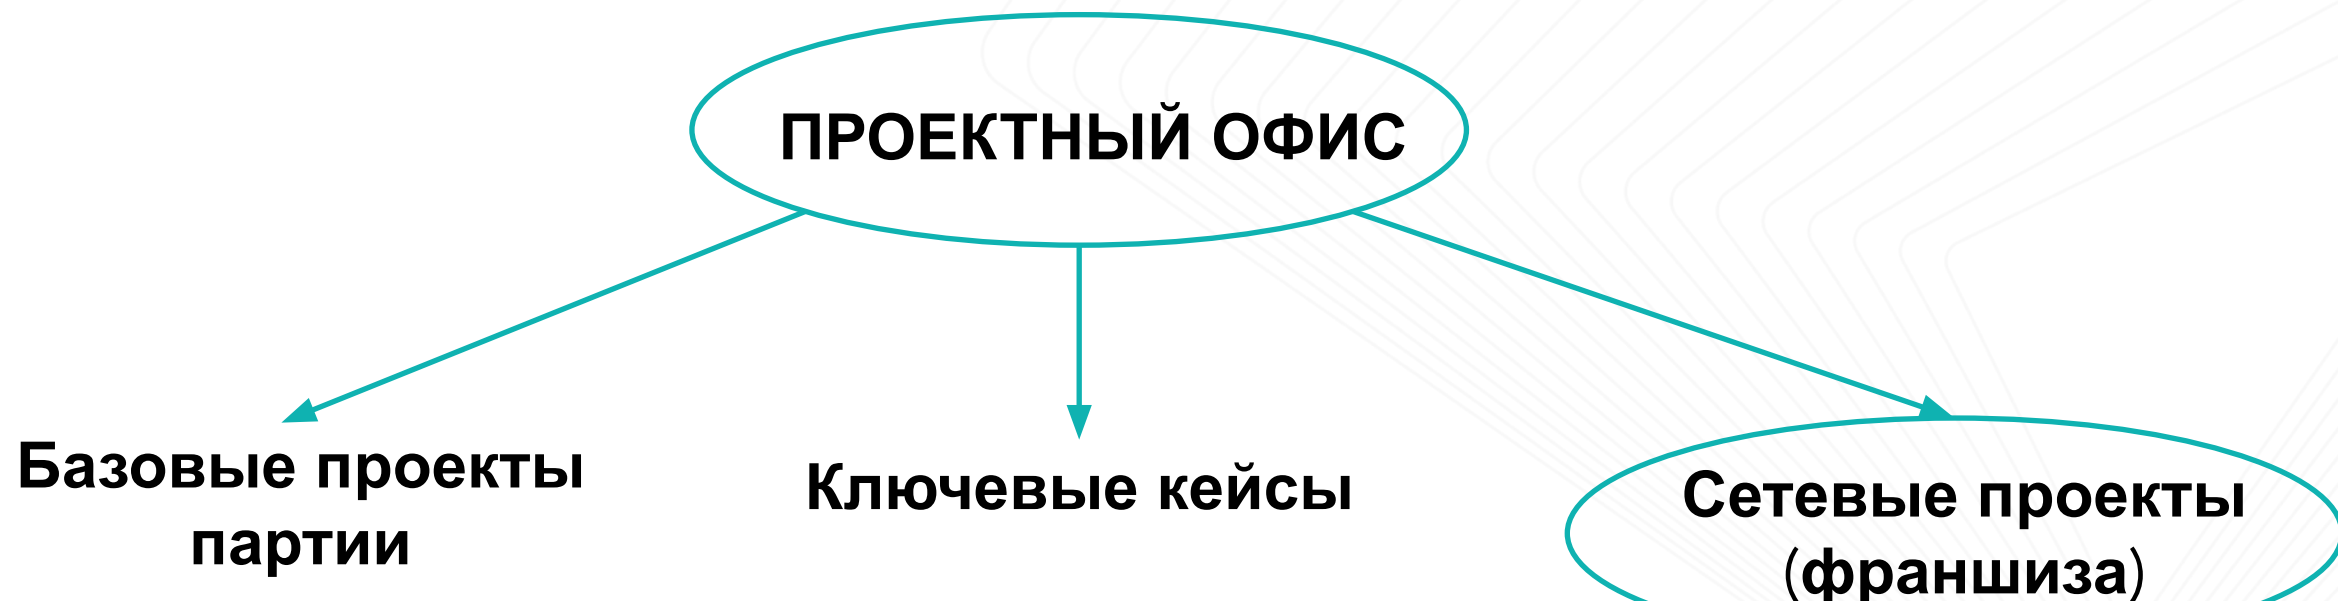 ПРОЕКТНЫЙ ОФИС
Базовые проекты
партии
Ключевые кейсы
Сетевые проекты
(франшиза)